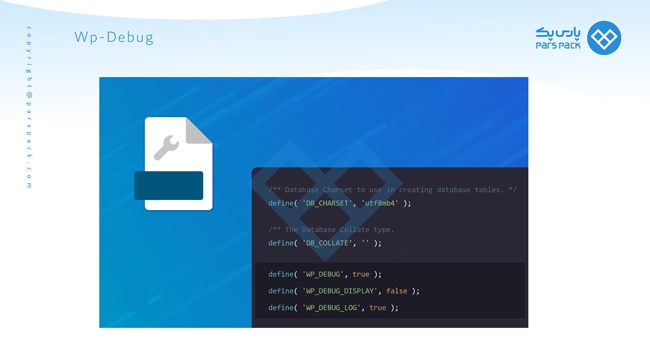 Wp-Debug
پارس پک
PARS PACK
copyright@parspack.com
/** Database Charset to use in creating database tables. */
define( 'DB_CHARSET', 'utf8mb4' );
/** The Database Collate type.
define( 'DB_COLLATE', '' );
define( 'WP_DEBUG', true );
define( 'WP_DEBUG_DISPLAY', false );
define( 'WP_DEBUG_LOG', true );